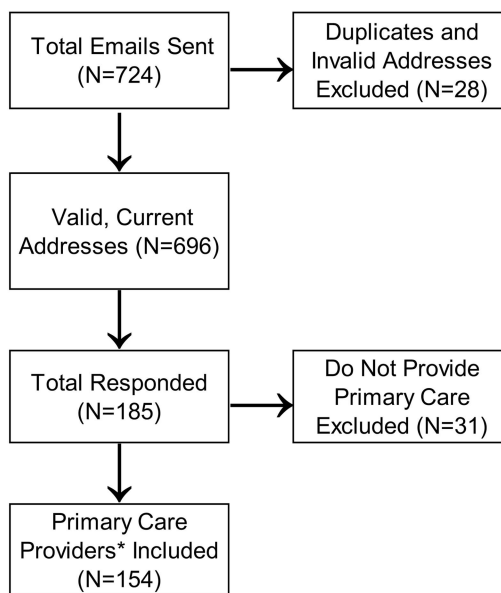 Total Emails Sent
(N=724)
Duplicates and
Invalid Addresses
Excluded (N=28)
Valid, Current
Addresses (N=696)
Total Responded
(N=185)
Do Not Provide
Primary Care
Excluded (N=31)
Primary Care
Providers* Included
(N=154)